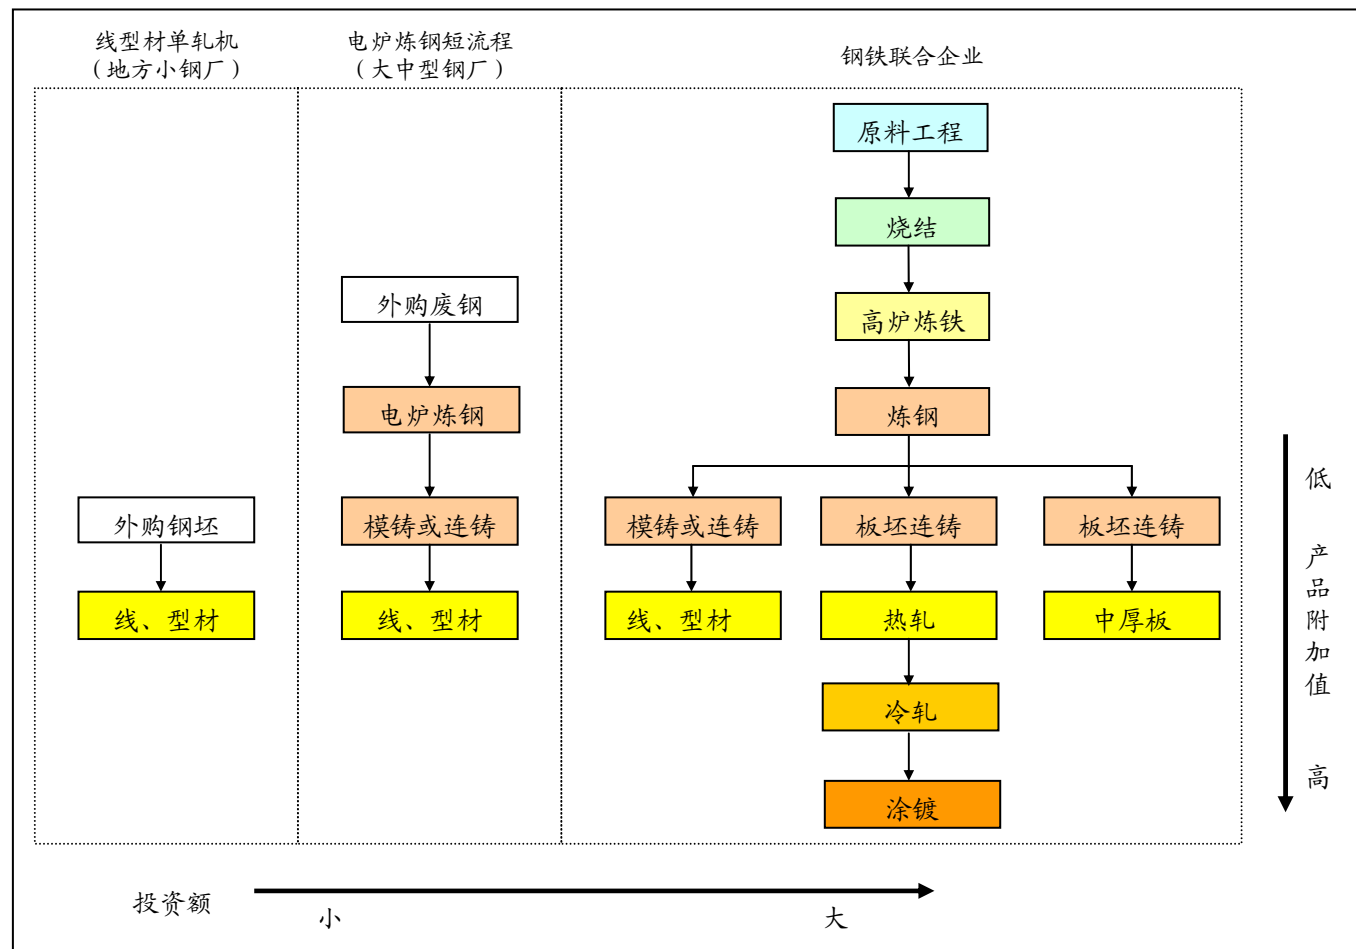 线型材单轧机
（地方小钢厂）
电炉炼钢短流程
（大中型钢厂）
钢铁联合企业
原料工程
烧结
外购废钢
高炉炼铁
电炉炼钢
炼钢
外购钢坯
模铸或连铸
模铸或连铸
板坯连铸
板坯连铸
线、型材
线、型材
线、型材
热轧
中厚板
冷轧
涂镀
低
产品附加值
高
投资额
小
大